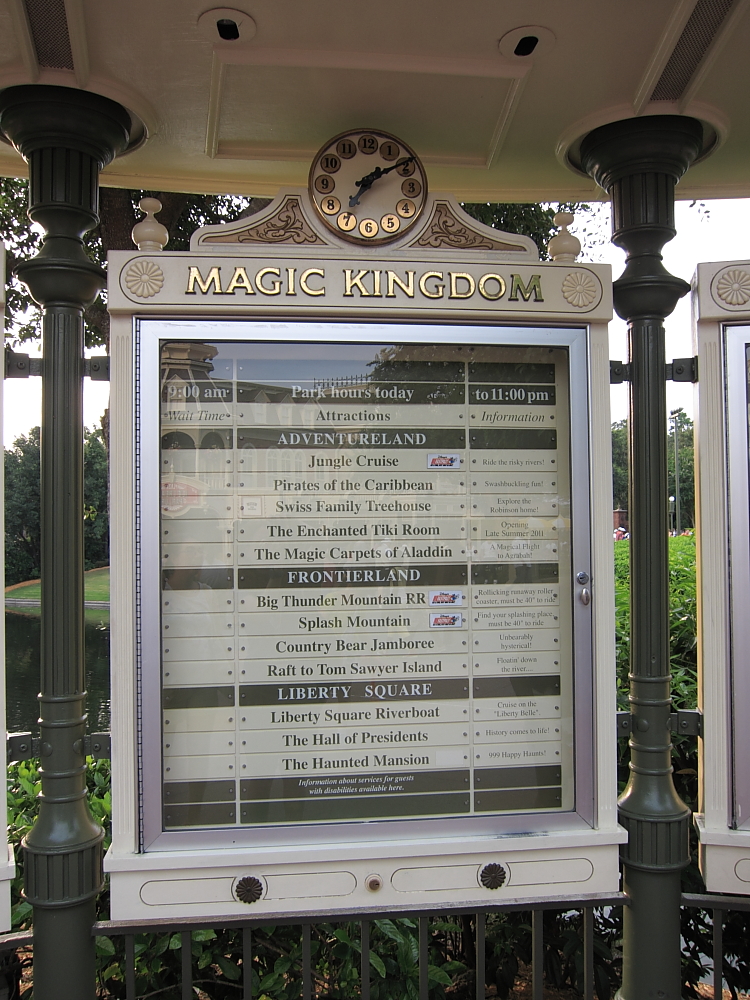 12 1 2 3 4 5 6 7 8 9 10 11
MAGIC KINGDOM
9:00 am Park hours today to 11:00 pm
Wait Time Attractions Information
ADVENTURELAND
Jungle Cruise Ride the risky rivers!
Pirates of the Caribbean Swashbuckling fun!
Swiss Family Treehouse Explore the
Robinson home!
The Enchanted Tiki Room Opening
Late Summer 2011
The Magic Carpets of Aladdin A Magical Flight
to Agrabah!
FRONTIERLAND
Big Thunder Mountain RR Rollicking runaway roller
coaster, must be 40" to ride
Splash Mountain Find your splashing place,
must be 40" to ride
Country Bear Jamboree Unbearably
hysterical!
Raft to Tom Sawyer Island Floatin' down
the river....
LIBERTY SQUARE
Liberty Square Riverboat Cruise on the
"Liberty Belle".
The Hall of Presidents History comes to life!
The Haunted Mansion 999 Happy Haunts!
Information about services for guests
with disabilities available here.